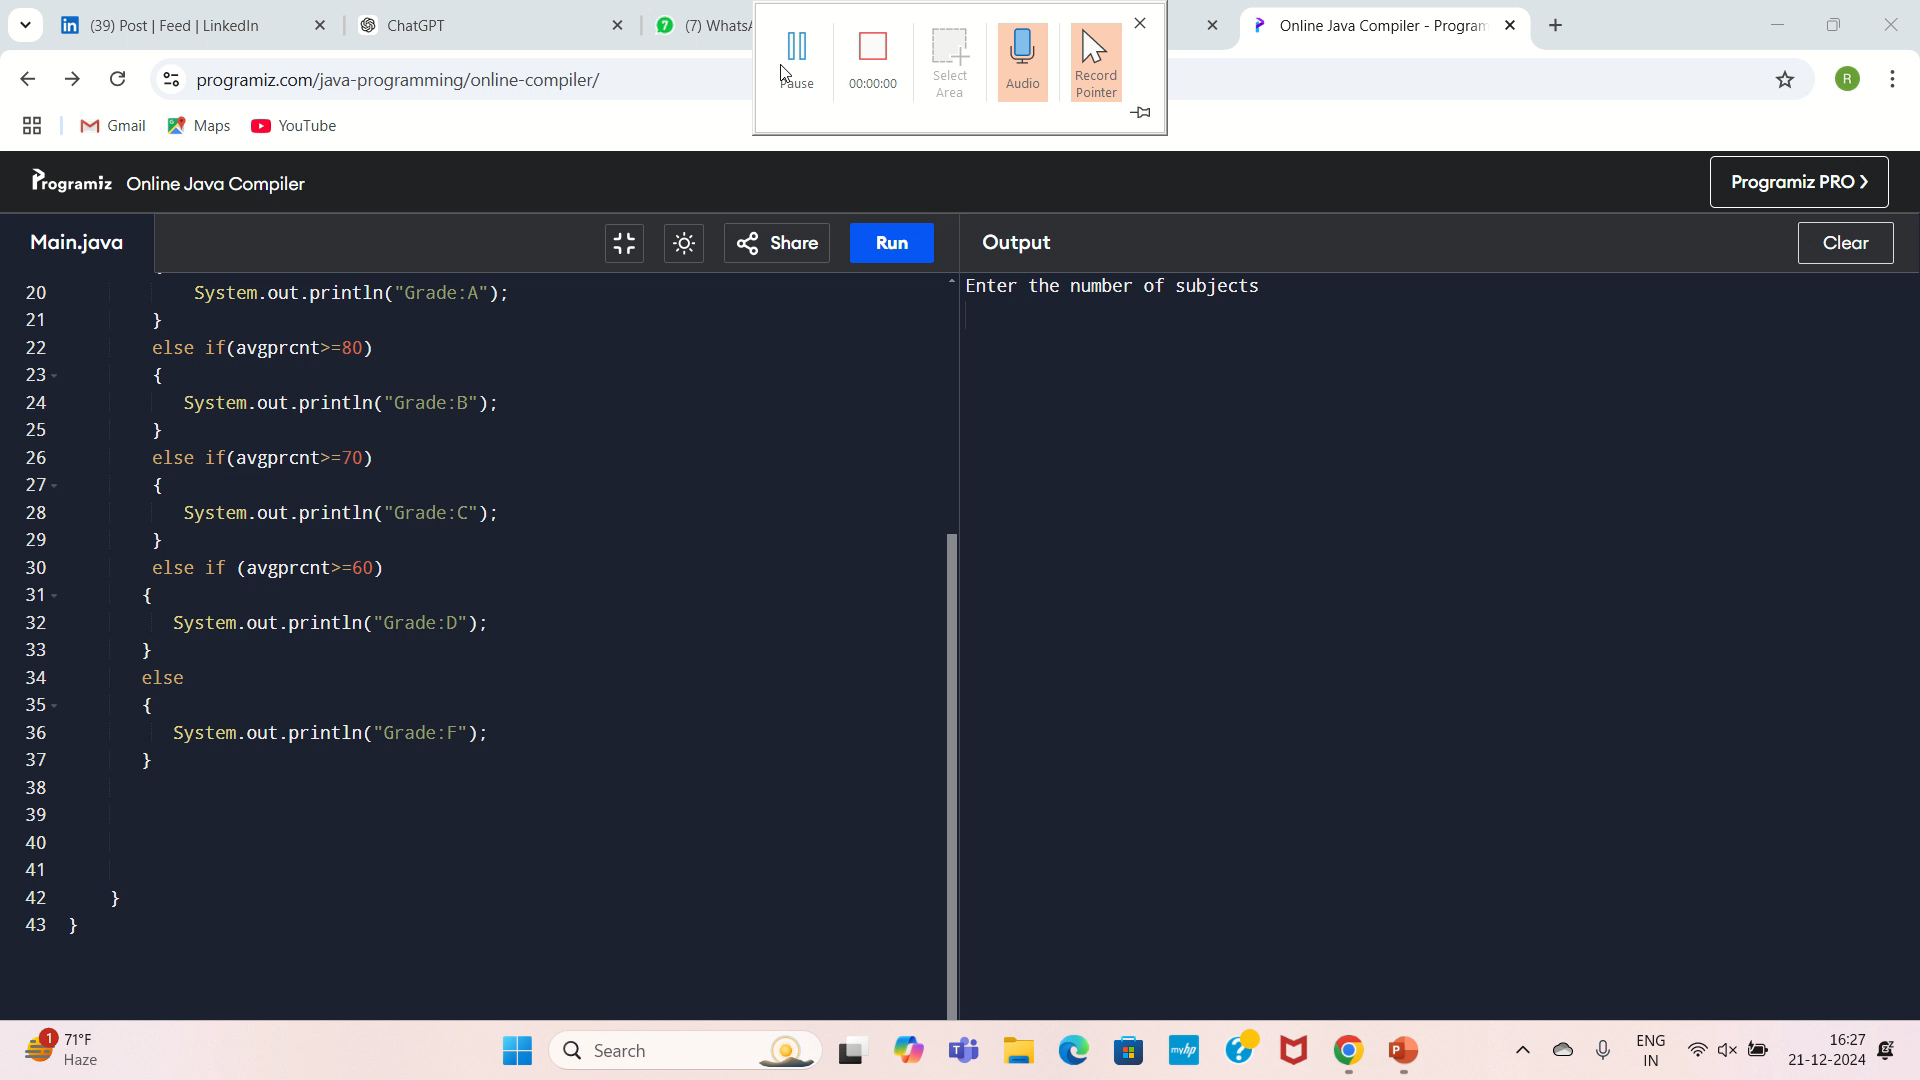 (39) Post | Feed | LinkedIn
ChatGPT
(7) WhatsA
Online Java Compiler - Program
Pause
00:00:00
Select Area
Audio
Record Pointer
programiz.com/java-programming/online-compiler/
R
Gmail
Maps
YouTube
Programiz Online Java Compiler
Programiz PRO >
Main.java
Share
Run
Output
Clear
20 System.out.println("Grade:A");
21 }
22 else if(avgprcnt>=80)
23 {
24 System.out.println("Grade:B");
25 }
26 else if(avgprcnt>=70)
27 {
28 System.out.println("Grade:C");
29 }
30 else if (avgprcnt>=60)
31 {
32 System.out.println("Grade:D");
33 }
34 else
35 {
36 System.out.println("Grade:F");
37 }
38
39
40
41
42 }
43 }
Enter the number of subjects
1
71°F
Haze
Search
myhp
ENG
IN
16:27
21-12-2024